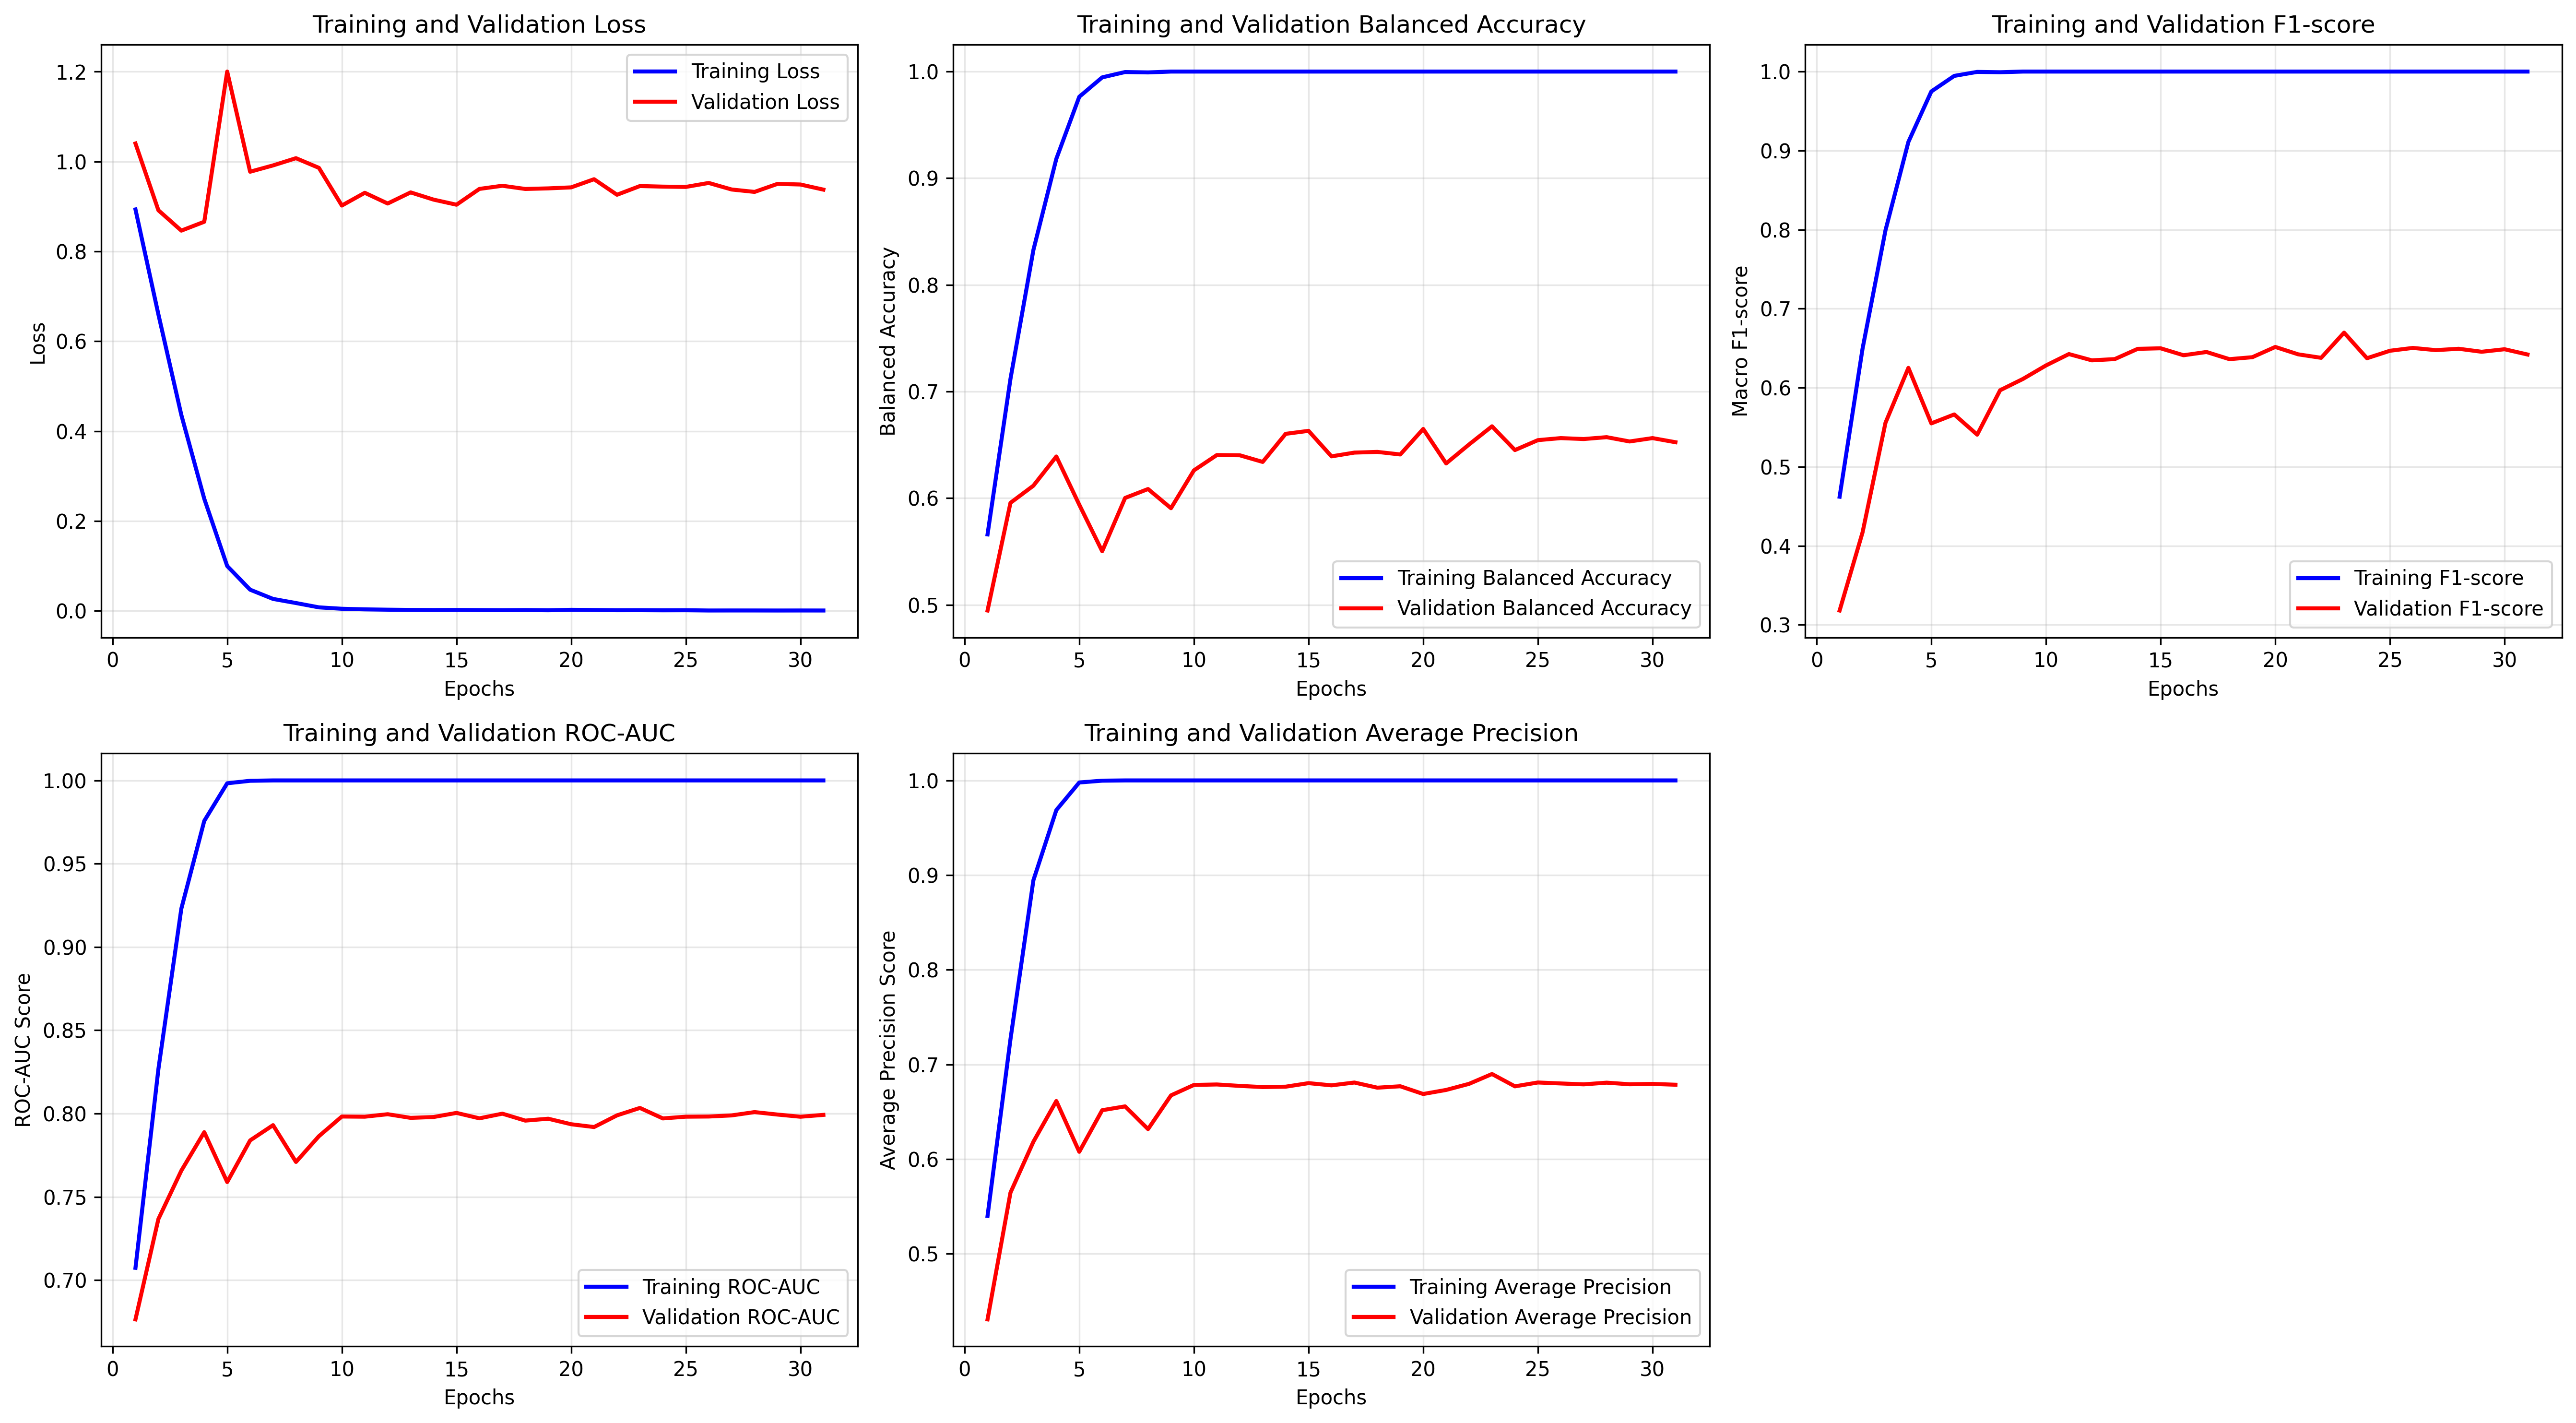 Training and Validation Loss
Loss
1.2
1.0
0.8
0.6
0.4
0.2
0.0
Training Loss
Validation Loss
0 5 10 15 20 25 30
Epochs
Training and Validation Balanced Accuracy
Balanced Accuracy
1.0
0.9
0.8
0.7
0.6
0.5
Training Balanced Accuracy
Validation Balanced Accuracy
0 5 10 15 20 25 30
Epochs
Training and Validation F1-score
Macro F1-score
1.0
0.9
0.8
0.7
0.6
0.5
0.4
0.3
Training F1-score
Validation F1-score
0 5 10 15 20 25 30
Epochs
Training and Validation ROC-AUC
ROC-AUC Score
1.00
0.95
0.90
0.85
0.80
0.75
0.70
Training ROC-AUC
Validation ROC-AUC
0 5 10 15 20 25 30
Epochs
Training and Validation Average Precision
Average Precision Score
1.0
0.9
0.8
0.7
0.6
0.5
Training Average Precision
Validation Average Precision
0 5 10 15 20 25 30
Epochs